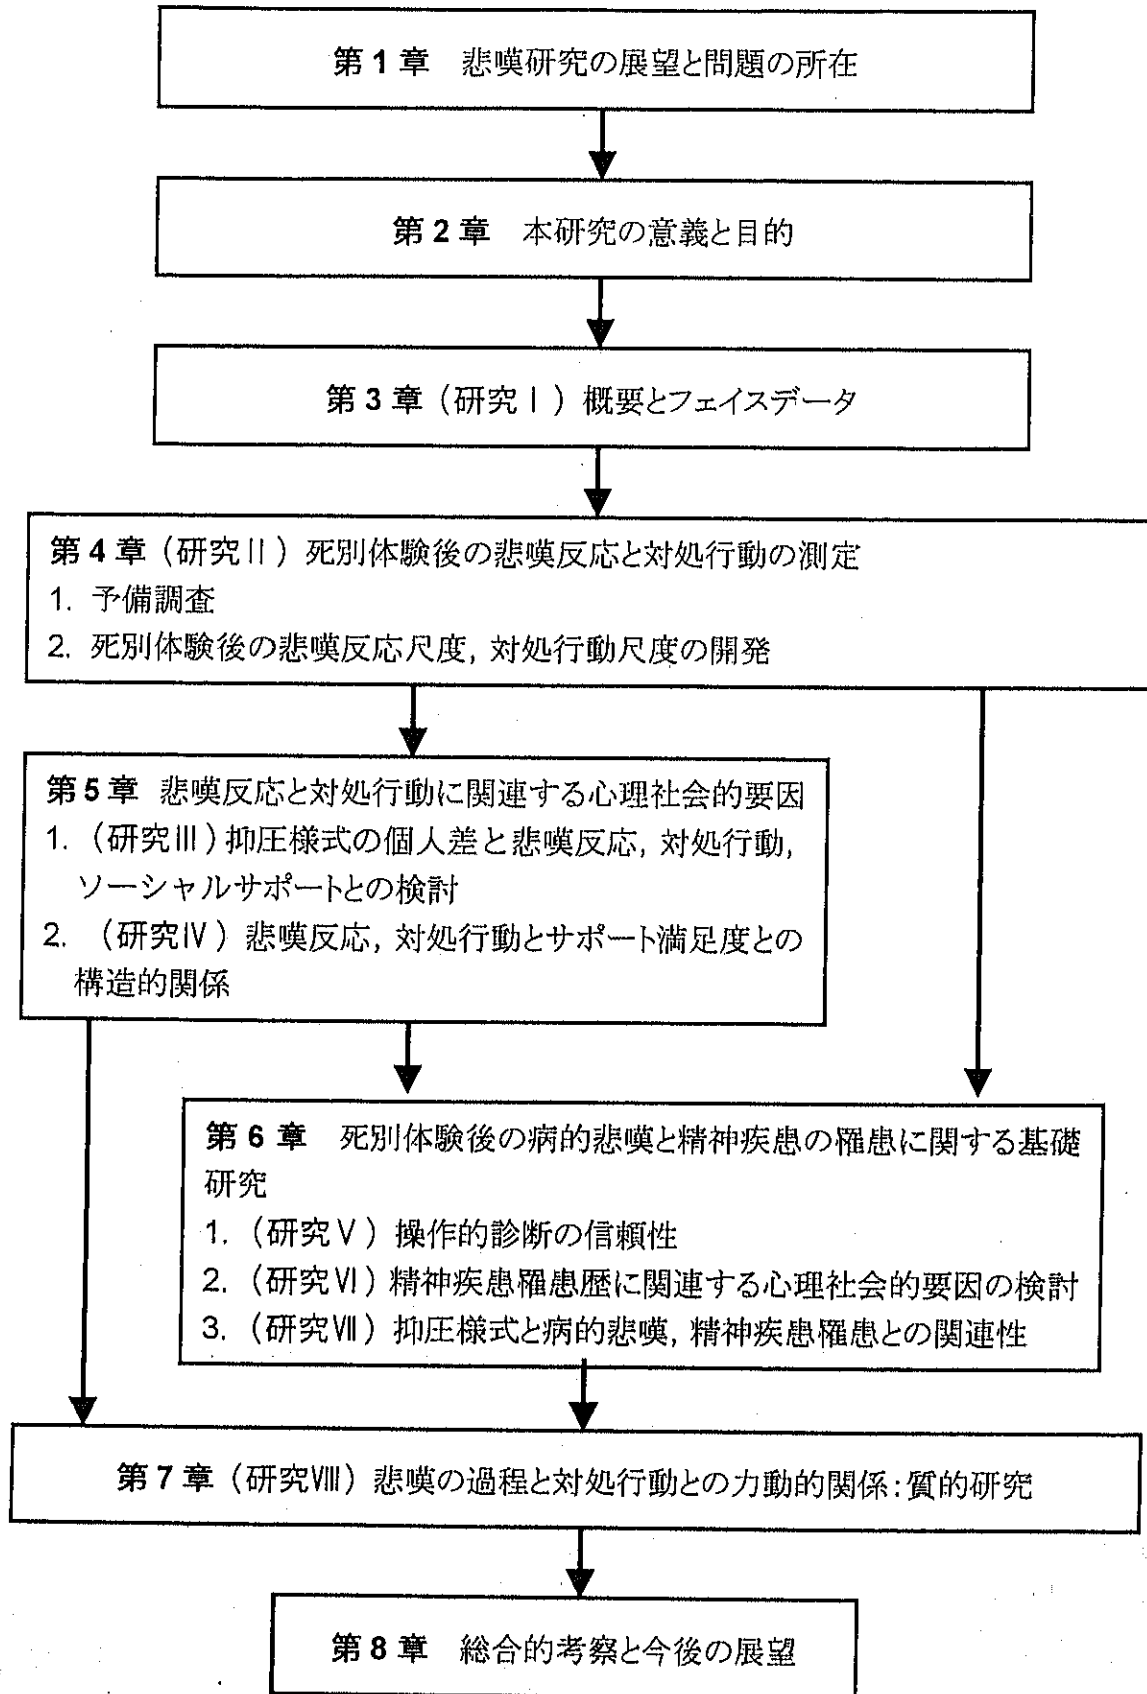 第1章　悲嘆研究の展望と問題の所在
第2章　本研究の意義と目的
第3章（研究Ⅰ）概要とフェイスデータ
第4章（研究Ⅱ）死別体験後の悲嘆反応と対処行動の測定
1. 予備調査
2. 死別体験後の悲嘆反応尺度, 対処行動尺度の開発
第5章 悲嘆反応と対処行動に関連する心理社会的要因
1. （研究Ⅲ）抑圧様式の個人差と悲嘆反応, 対処行動,
ソーシャルサポートとの検討
2. （研究Ⅳ）悲嘆反応, 対処行動とサポート満足度との
構造的関係
第6章　死別体験後の病的悲嘆と精神疾患の罹患に関する基礎
研究
1. （研究Ⅴ）操作的診断の信頼性
2. （研究Ⅵ）精神疾患罹患歴に関連する心理社会的要因の検討
3. （研究Ⅶ）抑圧様式と病的悲嘆, 精神疾患罹患との関連性
第7章（研究Ⅷ）悲嘆の過程と対処行動との力動的関係：質的研究
第8章　総合的考察と今後の展望